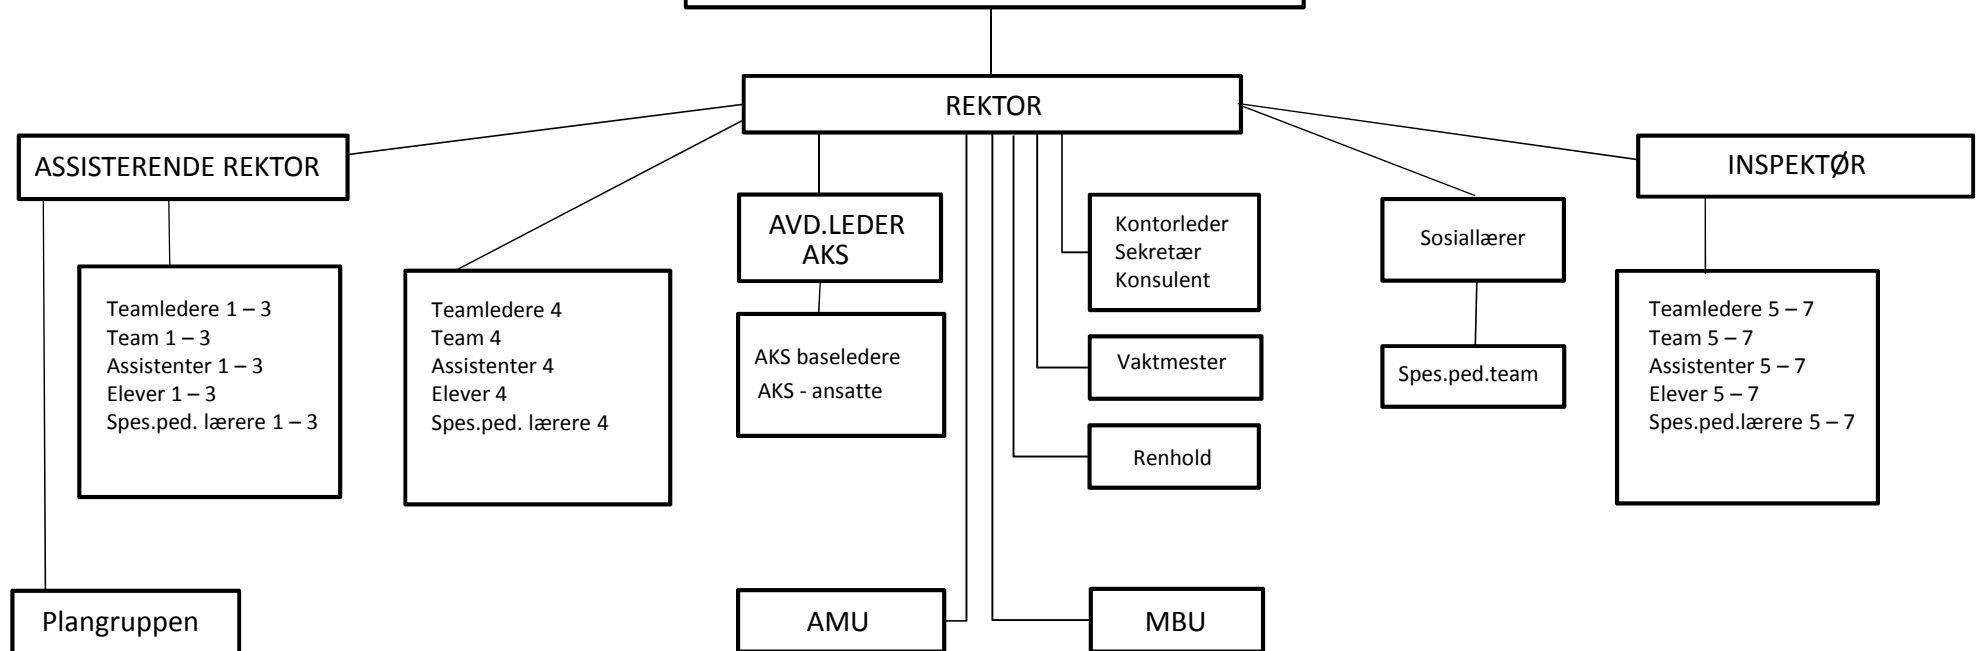 REKTOR
ASSISTERENDE REKTOR
INSPEKTØR
Teamledere 1 – 3
Team 1 – 3
Assistenter 1 – 3
Elever 1 – 3
Spes.ped. lærere 1 – 3
Teamledere 4
Team 4
Assistenter 4
Elever 4
Spes.ped. lærere 4
AVD.LEDER
AKS
AKS baseledere
AKS - ansatte
Kontorleder
Sekretær
Konsulent
Vaktmester
Renhold
Sosiallærer
Spes.ped.team
Teamledere 5 – 7
Team 5 – 7
Assistenter 5 – 7
Elever 5 – 7
Spes.ped.lærere 5 – 7
Plangruppen
AMU
MBU